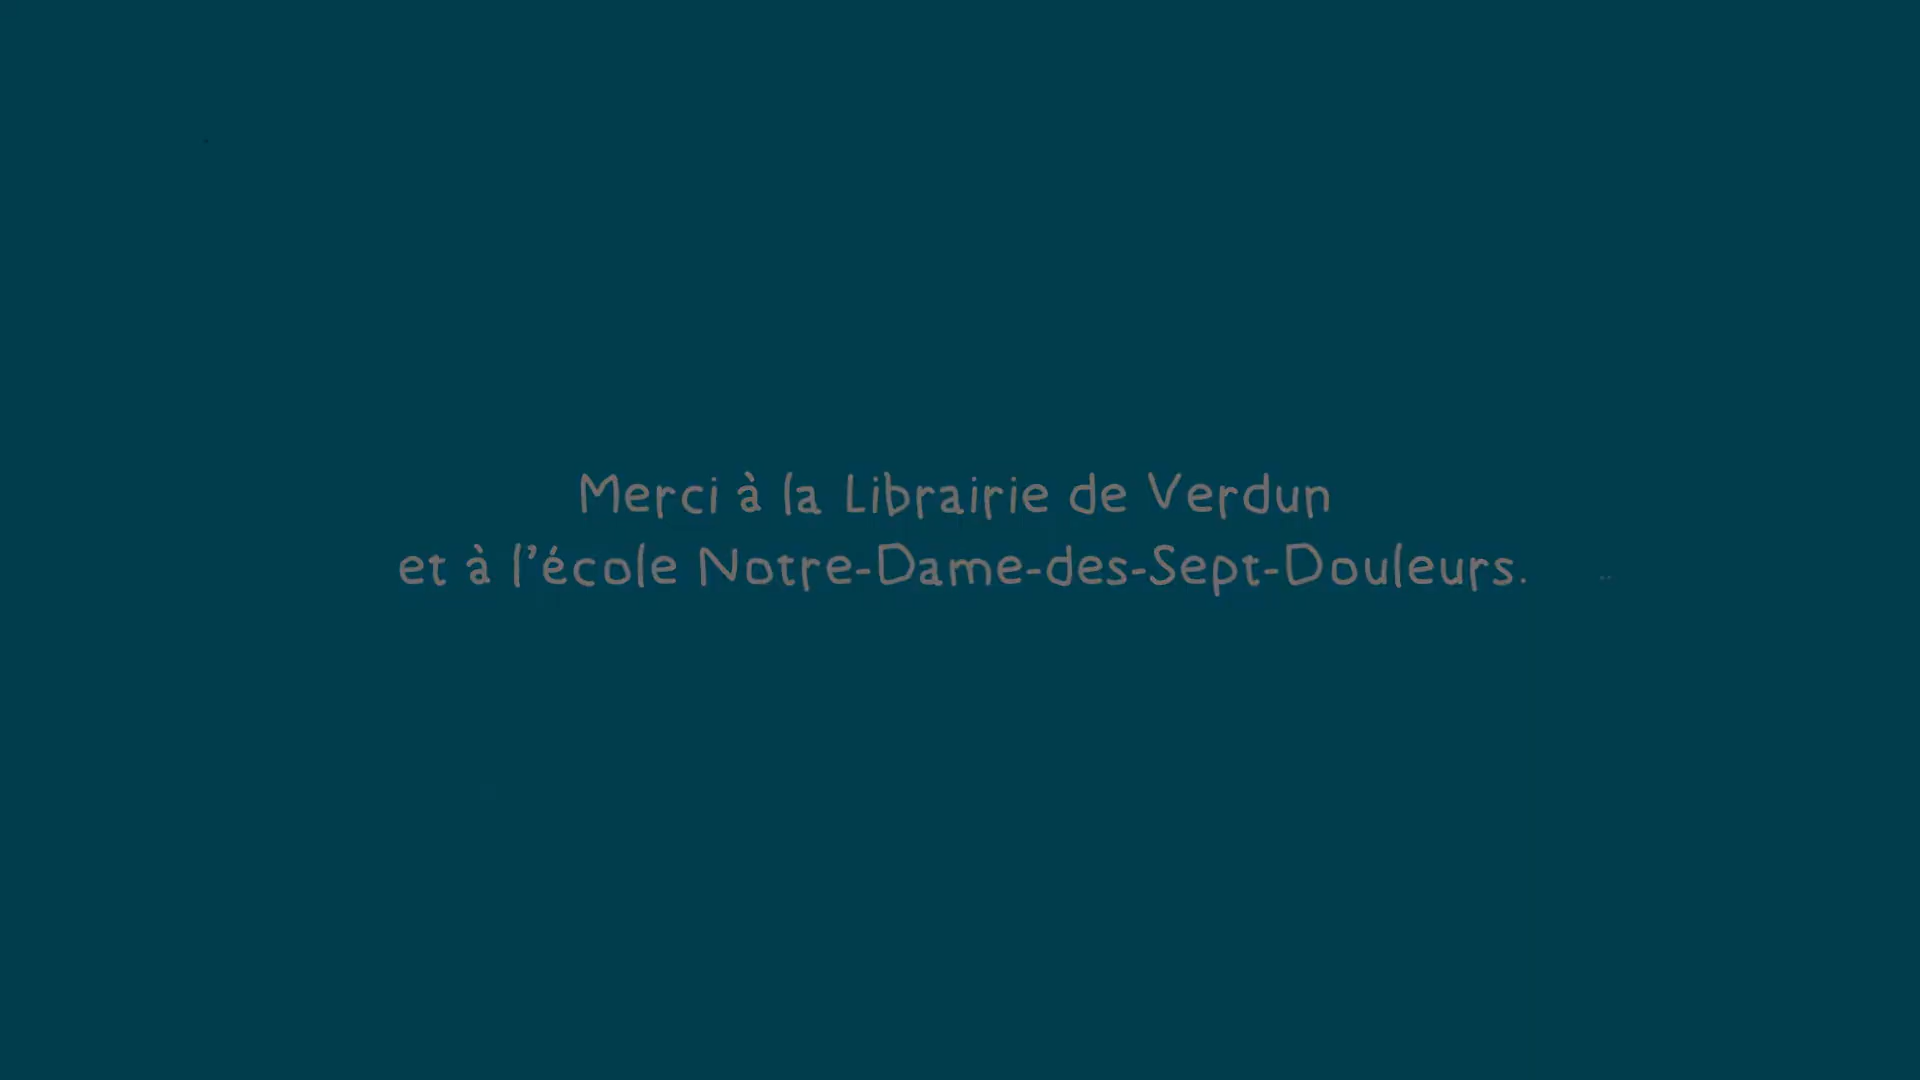 Merci à la Librairie de Verdun
et à l'école Notre-Dame-des-Sept-Douleurs.